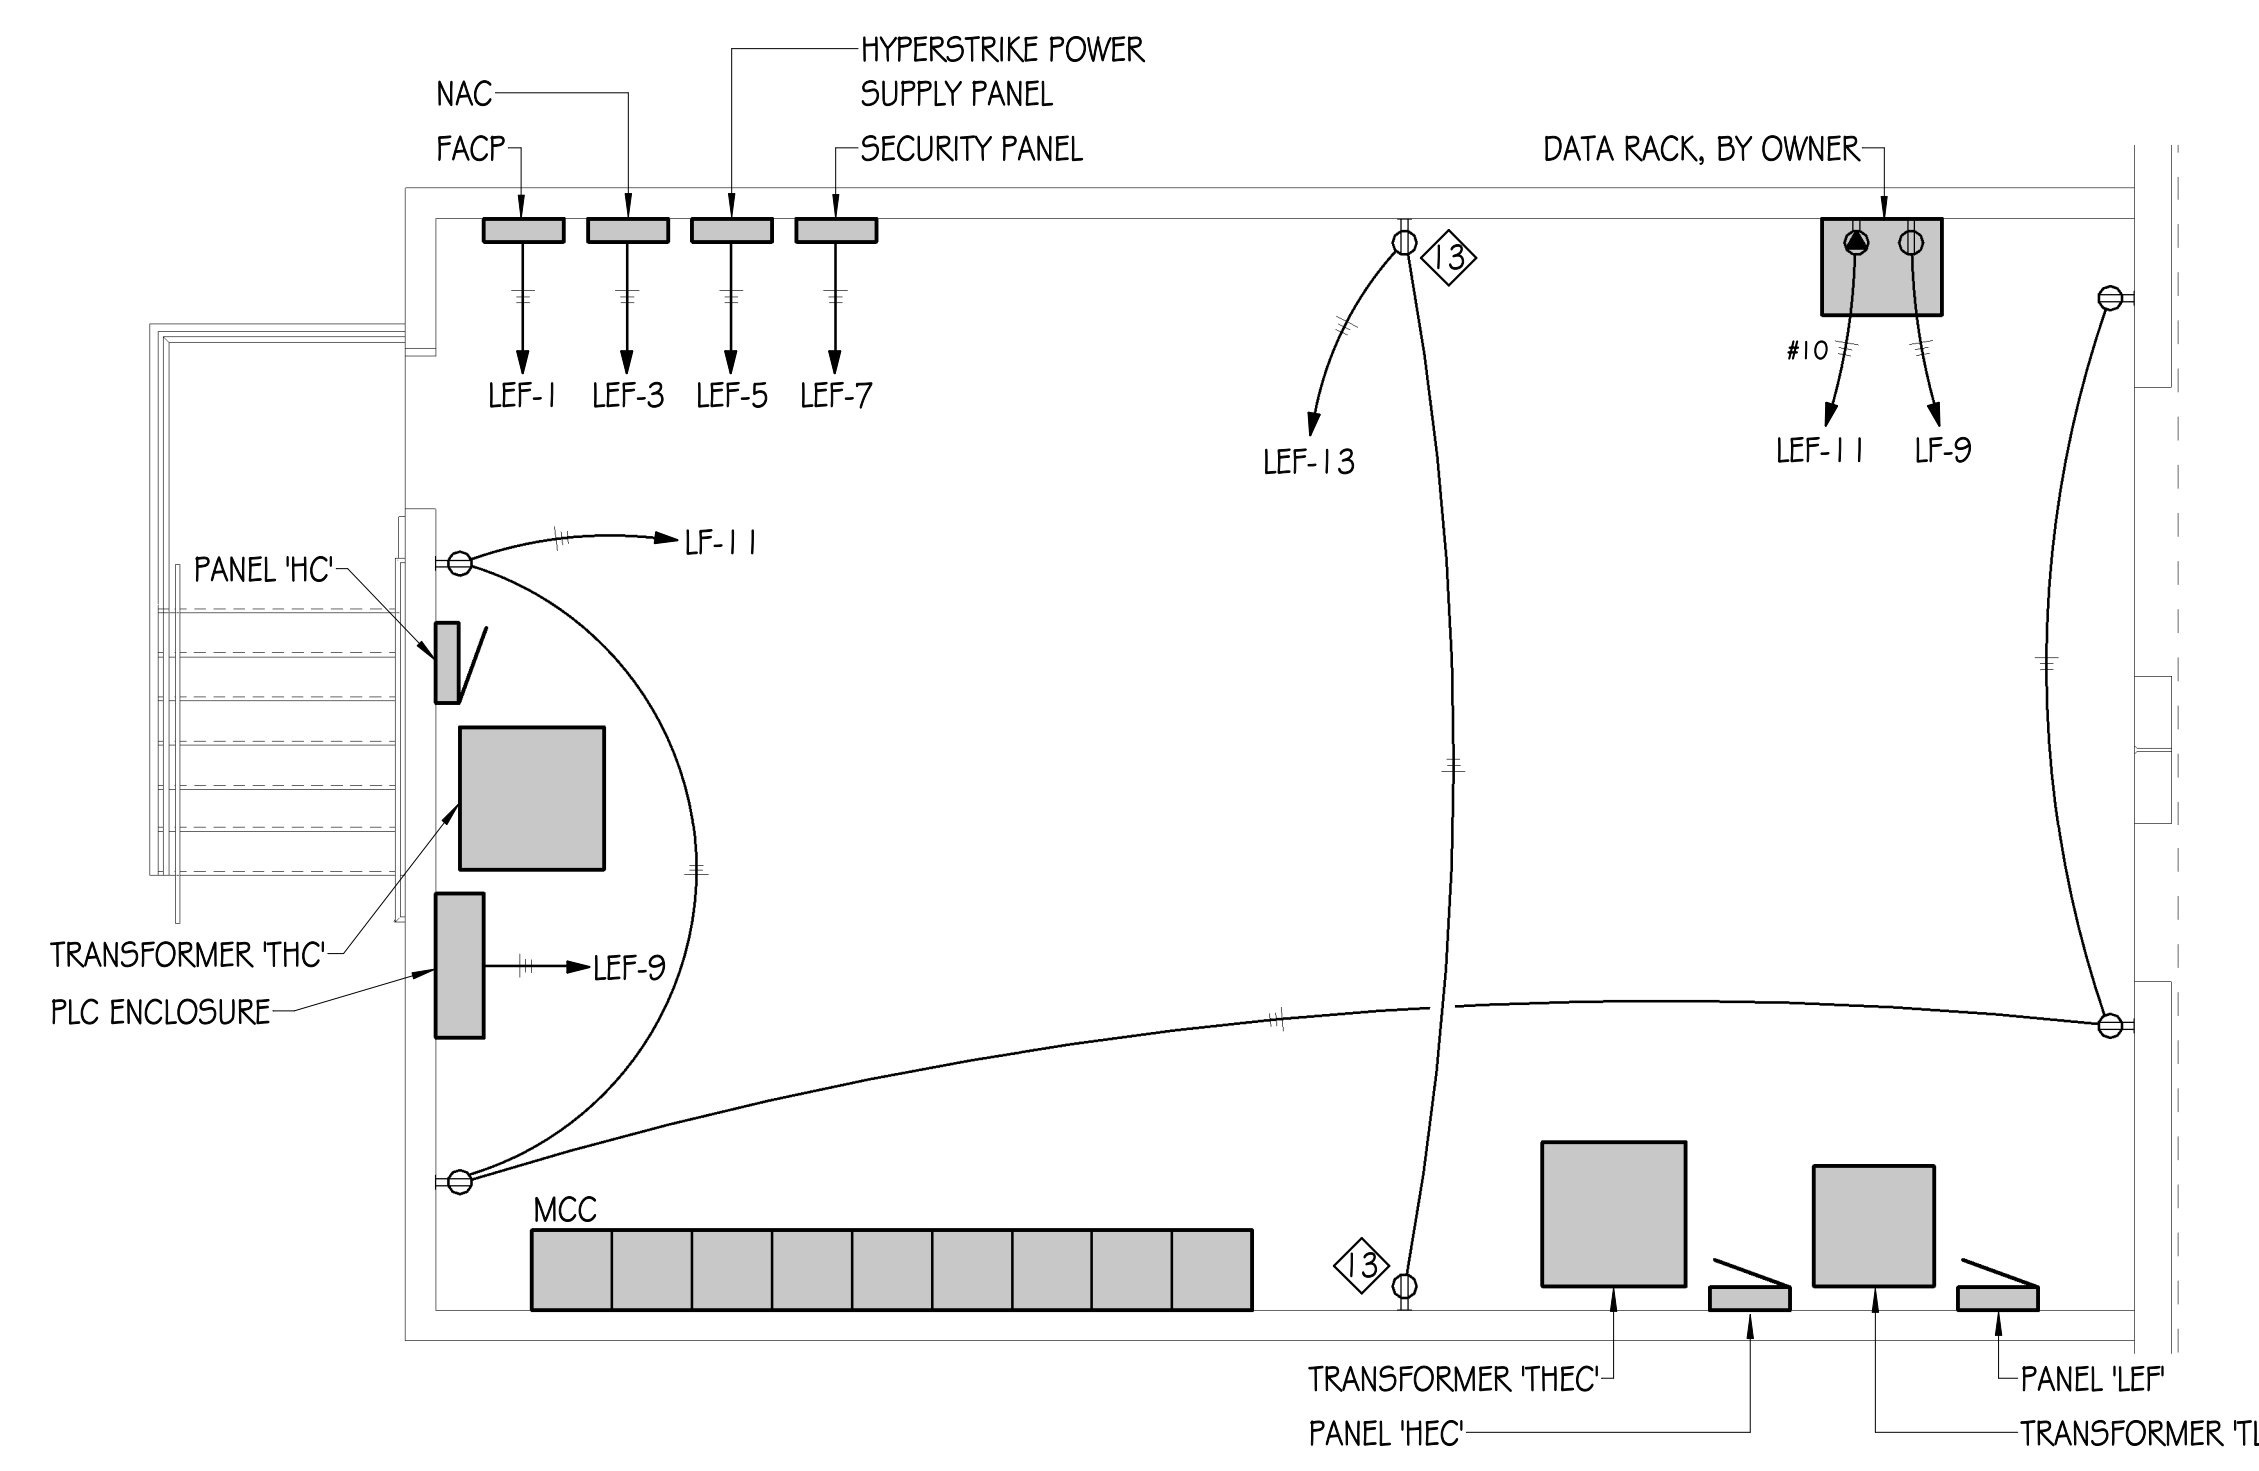 HYPERSTRIKE POWER
SUPPLY PANEL
NAC
FACP
SECURITY PANEL
DATA RACK, BY OWNER
13
#10
LEF-1
LEF-3
LEF-5
LEF-7
LEF-13
LEF-11
LF-9
LF-11
PANEL 'HC'
TRANSFORMER 'THC'
LEF-9
PLC ENCLOSURE
MCC
13
TRANSFORMER 'THEC'
PANEL 'LEF'
PANEL 'HEC'
TRANSFORMER